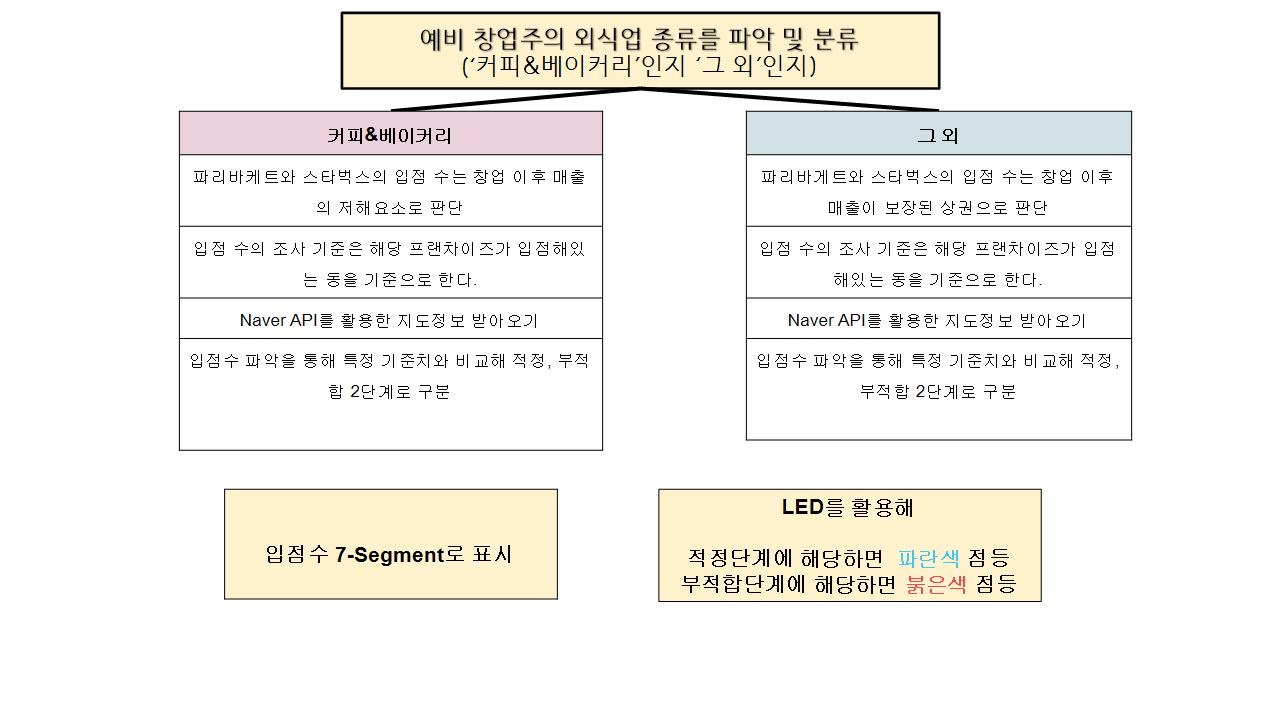 예비 창업주의 외식업 종류를 파악 및 분류
(‘커피&베이커리’인지 ‘그 외’인지)
커피&베이커리
파리바케트와 스타벅스의 입점 수는 창업 이후 매출
의 저해요소로 판단
입점 수의 조사 기준은 해당 프랜차이즈가 입점해있
는 동을 기준으로 한다.
Naver API를 활용한 지도정보 받아오기
입점수 파악을 통해 특정 기준치와 비교해 적정, 부적
합 2단계로 구분
그 외
파리바게트와 스타벅스의 입점 수는 창업 이후
매출이 보장된 상권으로 판단
입점 수의 조사 기준은 해당 프랜차이즈가 입점
해있는 동을 기준으로 한다.
Naver API를 활용한 지도정보 받아오기
입점수 파악을 통해 특정 기준치와 비교해 적정,
부적합 2단계로 구분
입점수 7-Segment로 표시
LED를 활용해
적정단계에 해당하면 파란색 점등
부적합단계에 해당하면 붉은색 점등